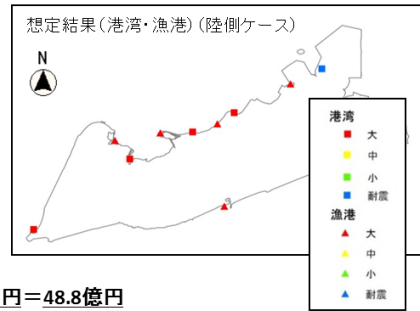 想定結果(港湾・漁港) (陸側ケース)
N
港湾
大
中
小
耐震
漁港
大
中
小
耐震
円＝48.8億円